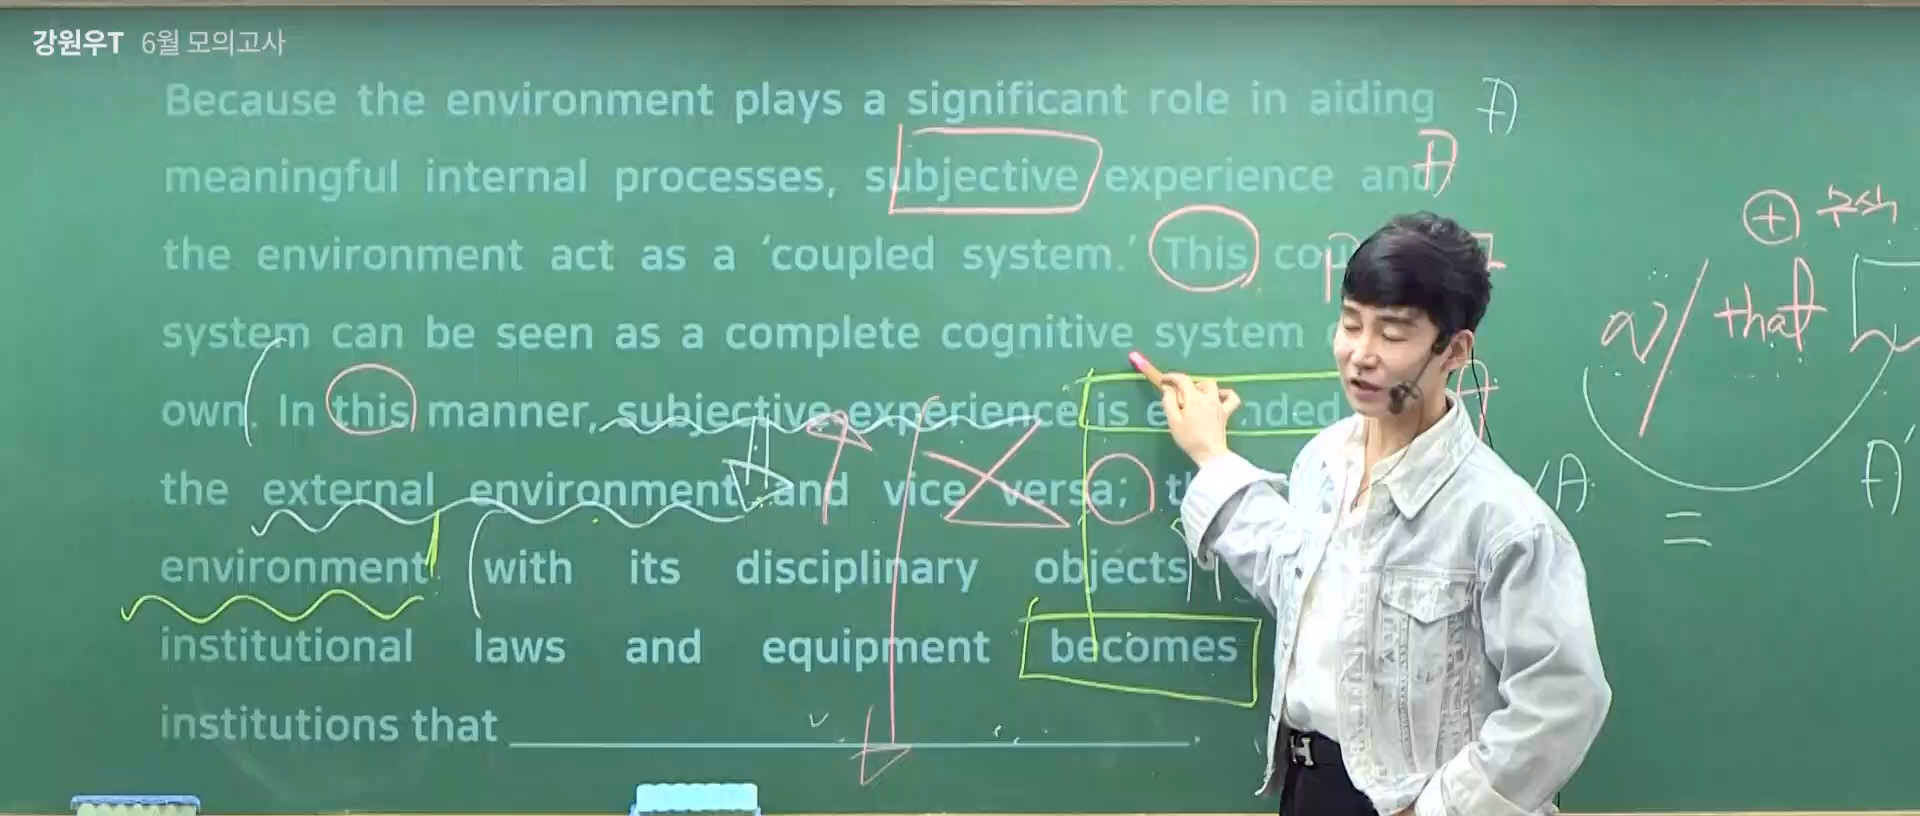 강원우T 6월 모의고사
Because the environment plays a significant role in aiding
meaningful internal processes, subjective experience and
the environment act as a ‘coupled system.’ This
system can be seen as a complete cognitive system
own. In this manner, subjective experience is
the external environment and vice versa;
environment with its disciplinary objects
institutional laws and equipment becomes
institutions that
A
A
that
A
A'
=